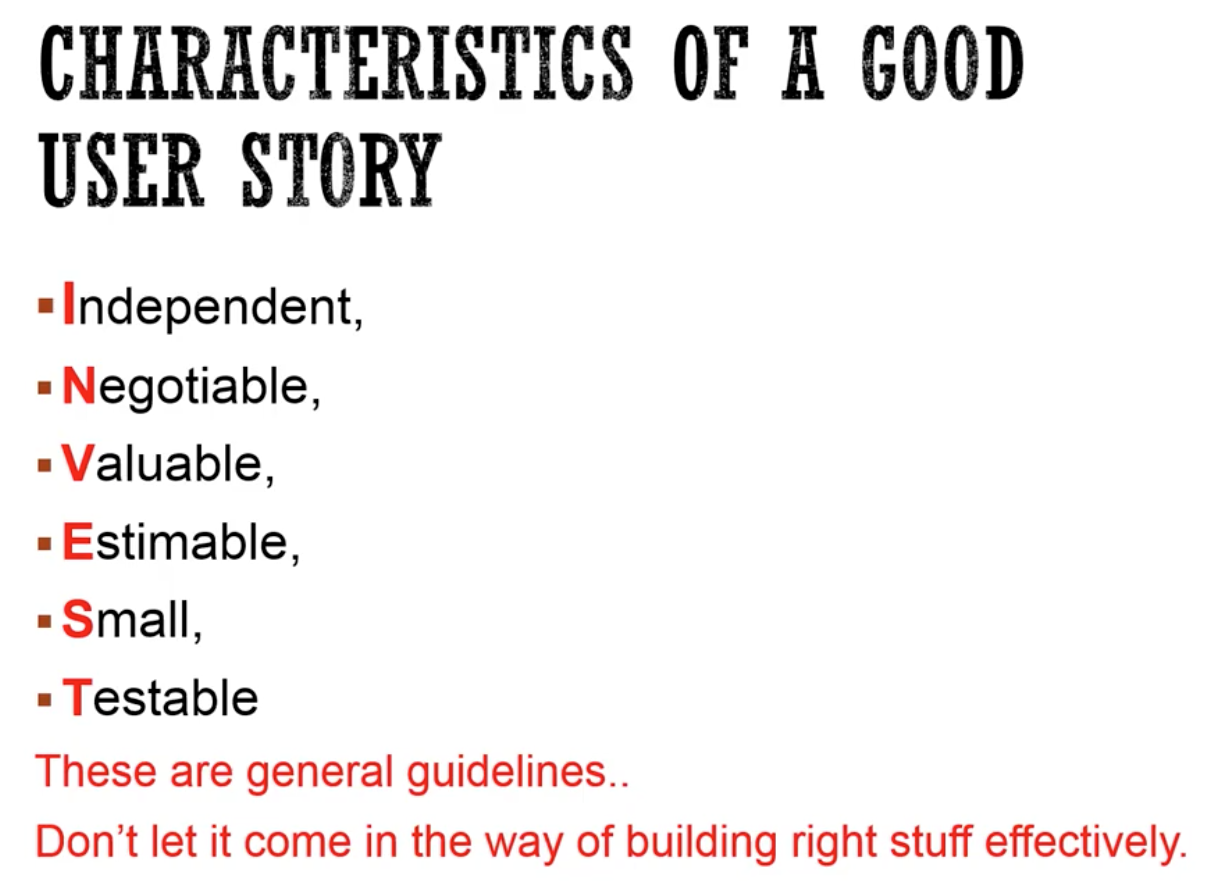 CHARACTERISTICS OF A GOOD
USER STORY
▪ Independent,
▪ Negotiable,
▪ Valuable,
▪ Estimable,
▪ Small,
▪ Testable
These are general guidelines..
Don’t let it come in the way of building right stuff effectively.